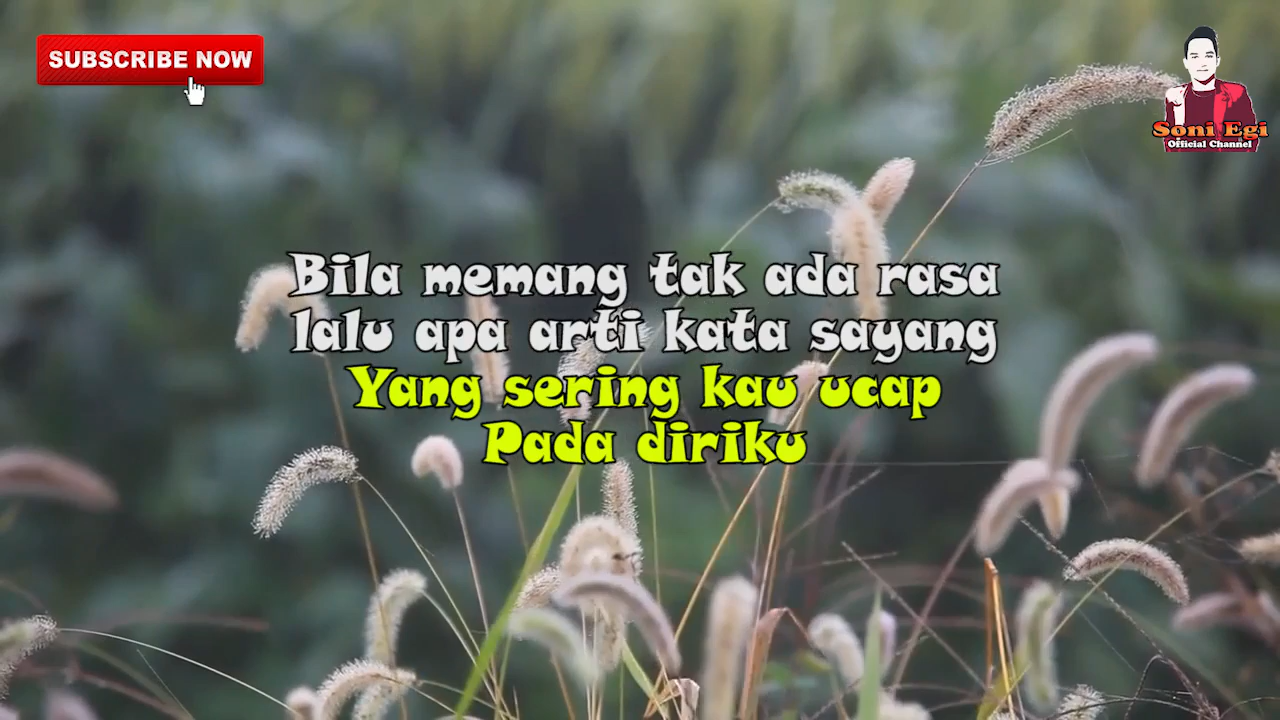 SUBSCRIBE NOW
Soni Egi
Official Channel
Bila memang tak ada rasa
lalu apa arti kata sayang
Yang sering kau ucap
Pada diriku